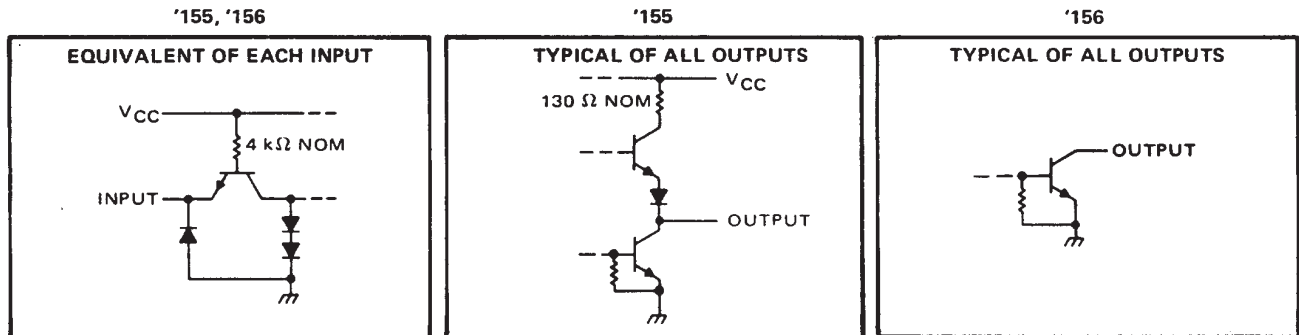 '155, '156
EQUIVALENT OF EACH INPUT
VCC
4 kΩ NOM
INPUT
'155
TYPICAL OF ALL OUTPUTS
VCC
130 Ω NOM
OUTPUT
'156
TYPICAL OF ALL OUTPUTS
OUTPUT